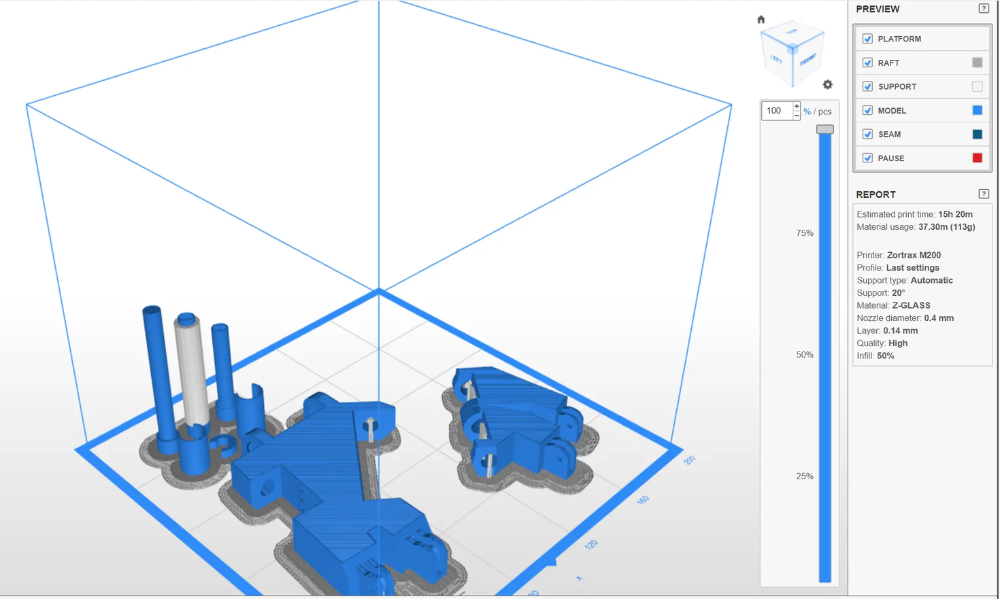 PREVIEW
?
PLATFORM
RAFT
SUPPORT
MODEL
SEAM
PAUSE
REPORT
?
Estimated print time: 15h 20m
Material usage: 37.30m (113g)
Printer: Zortrax M200
Profile: Last settings
Support type: Automatic
Support: 20°
Material: Z-GLASS
Nozzle diameter: 0.4 mm
Layer: 0.14 mm
Quality: High
Infill: 50%
LEFT
FRONT
100 + - % / pcs
75%
50%
25%
200
160
120
x